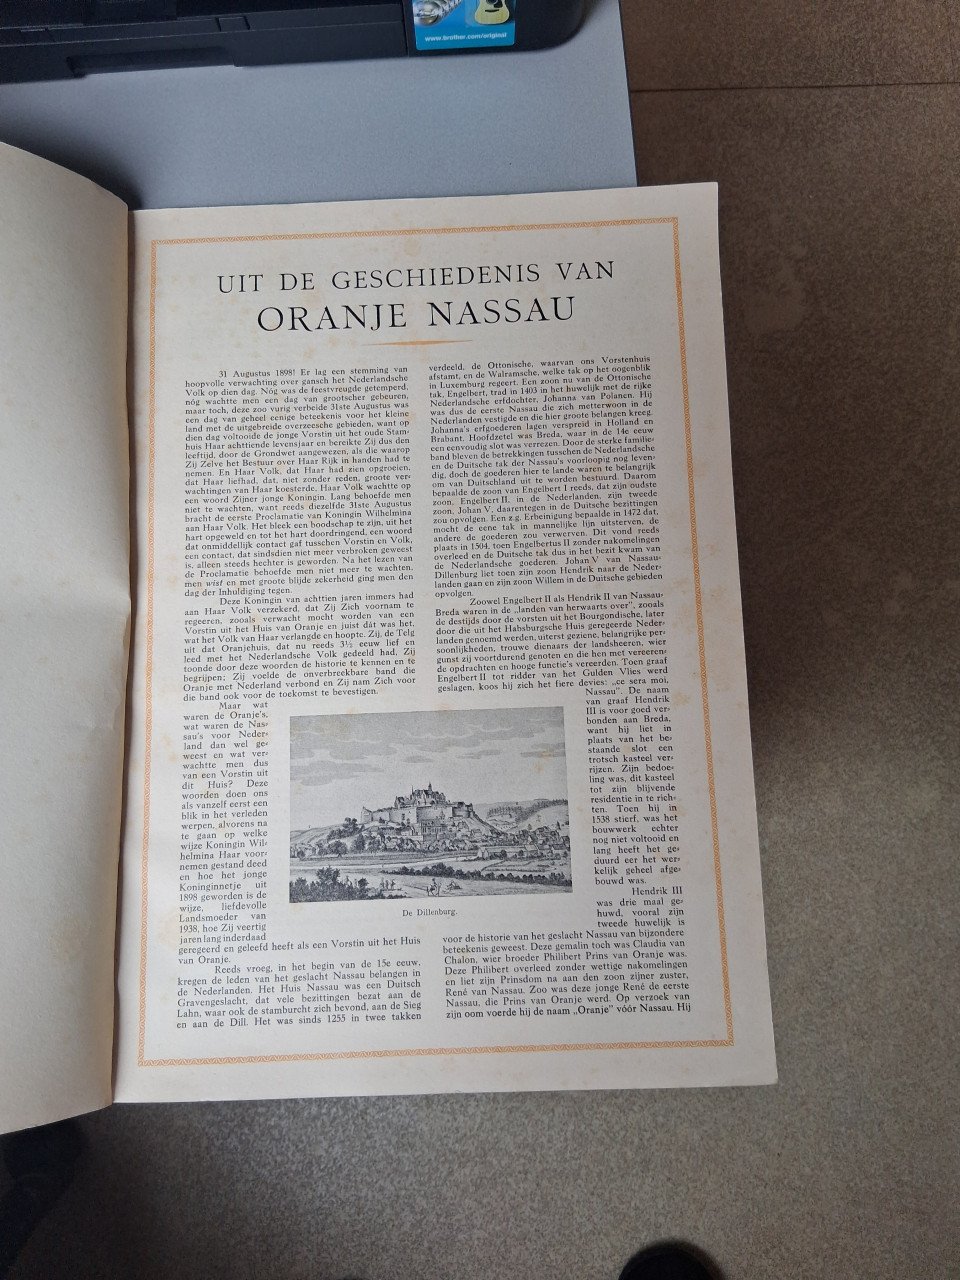 www.brother.com/original
UIT DE GESCHIEDENIS VAN
ORANJE NASSAU
31 Augustus 1898! Er lag een stemming van
hoopvolle verwachting over gansch het Nederlandsche
Volk op dien dag. Nóg was de feestvreugde getemperd,
nóg wachtte men een dag van grootscher gebeuren,
maar toch, deze zoo vurig verbeide 31ste Augustus was
een dag van geheel eenige beteekenis voor het kleine
land met de uitgebreide overzeesche gebieden, want op
dien dag voltooide de jonge Vorstin uit het oude Stam-
huis Haar achttiende levensjaar en bereikte Zij dus den
leeftijd, door de Grondwet aangewezen, als die waarop
Zij Zelve het Bestuur over Haar Rijk in handen had te
nemen. En Haar Volk, dat Haar had zien opgroeien,
dat Haar liefhad, dat, niet zonder reden, groote ver-
wachtingen van Haar koesterde, Haar Volk wachtte op
een woord Zijner jonge Koningin. Lang behoefde men
niet te wachten, want reeds diezelfde 31ste Augustus
bracht de eerste Proclamatie van Koningin Wilhelmina
aan Haar Volk. Het bleek een boodschap te zijn, uit het
hart opgeweld en tot het hart doordringend, een woord
dat onmiddellijk contact gaf tusschen Vorstin en Volk,
een contact, dat sindsdien niet meer verbroken geweest
is, alleen steeds hechter is geworden. Na het lezen van
de Proclamatie behoefde men niet meer te wachten,
men wist en met groote blijde zekerheid ging men den
dag der Inhuldiging tegen.
Deze Koningin van achttien jaren immers had
aan Haar Volk verzekerd, dat Zij Zich voornam te
regeeren, zooals verwacht mocht worden van een
Vorstin uit het Huis van Oranje en juist dát was het,
wat het Volk van Haar verlangde en hoopte. Zij, de Telg
uit dat Oranjehuis, dat nu reeds 3½ eeuw lief en
leed met het Nederlandsche Volk gedeeld had, Zij
toonde door deze woorden de historie te kennen en te
begrijpen; Zij voelde de onverbreekbare band die
Oranje met Nederland verbond en Zij nam Zich voor
die band ook voor de toekomst te bevestigen.
Maar wat
waren de Oranje's,
wat waren de Nas-
sau's voor Neder-
land dan wel ge-
weest en wat ver-
wachtte men dus
van een Vorstin uit
dit Huis? Deze
woorden doen ons
als vanzelf eerst een
blik in het verleden
werpen, alvorens na
te gaan op welke
wijze Koningin Wil-
helmina Haar voor-
nemen gestand deed
en hoe het jonge
Koninginnetje uit
1898 geworden is de
wijze, liefdevolle
Landsmoeder van
1938, hoe Zij veertig
jaren lang inderdaad
geregeerd en geleefd heeft als een Vorstin uit het Huis
van Oranje.
Reeds vroeg, in het begin van de 15e eeuw,
kregen de leden van het geslacht Nassau belangen in
de Nederlanden. Het Huis Nassau was een Duitsch
Gravengeslacht, dat vele bezittingen bezat aan de
Lahn, waar ook de stamburcht zich bevond, aan de Sieg
en aan de Dill. Het was sinds 1255 in twee takken
verdeeld, de Ottonische, waarvan ons Vorstenhuis
afstamt, en de Walramsche, welke tak op het oogenblik
in Luxemburg regeert. Een zoon nu van de Ottonische
tak, Engelbert, trad in 1403 in het huwelijk met de rijke
Nederlandsche erfdochter, Johanna van Polanen. Hij
was dus de eerste Nassau die zich metterwoon in de
Nederlanden vestigde en die hier groote belangen kreeg.
Johanna's erfgoederen lagen verspreid in Holland en
Brabant. Hoofdzetel was Breda, waar in de 14e eeuw
een eenvoudig slot was verrezen. Door de sterke familie-
band bleven de betrekkingen tusschen de Nederlandsche
en de Duitsche tak der Nassau's voorloopig nog leven-
dig, doch de goederen hier te lande waren te belangrijk
om van Duitschland uit te worden bestuurd. Daarom
bepaalde de zoon van Engelbert I reeds, dat zijn oudste
zoon, Engelbert II, in de Nederlanden, zijn tweede
zoon, Johan V, daarentegen in de Duitsche bezittingen
zou opvolgen. Een z.g. Erbeinigung bepaalde in 1472 dat,
mocht de eene tak in mannelijke lijn uitsterven, de
andere de goederen zou verwerven. Dit vond reeds
plaats in 1504, toen Engelbertus II zonder nakomelingen
overleed en de Duitsche tak dus in het bezit kwam van
de Nederlandsche goederen. Johan V van Nassau-
Dillenburg liet toen zijn zoon Hendrik naar de Neder-
landen gaan en zijn zoon Willem in de Duitsche gebieden
opvolgen.
Zoowel Engelbert II als Hendrik II van Nassau-
Breda waren in de „landen van herwaarts over”, zooals
de destijds door de vorsten uit het Bourgondische, later
door die uit het Habsburgsche Huis geregeerde Neder-
landen genoemd werden, uiterst geziene, belangrijke per-
soonlijkheden, trouwe dienaars der landsheeren, wier
gunst zij voortdurend genoten en die hen met vereeren-
de opdrachten en hooge functie's vereerden. Toen graaf
Engelbert II tot ridder van het Gulden Vlies werd
geslagen, koos hij zich het fiere devies: „ce sera moi,
Nassau”. De naam
van graaf Hendrik
III is voor goed ver-
bonden aan Breda,
want hij liet in
plaats van het be-
staande slot een
trotsch kasteel ver-
rijzen. Zijn bedoe-
ling was, dit kasteel
tot zijn blijvende
residentie in te rich-
ten. Toen hij in
1538 stierf, was het
bouwwerk echter
nog niet voltooid en
lang heeft het ge-
duurd eer het wer-
kelijk geheel afge-
bouwd was.
Hendrik III
was drie maal ge-
huwd, vooral zijn
tweede huwelijk is
voor de historie van het geslacht Nassau van bijzondere
beteekenis geweest. Deze gemalin toch was Claudia van
Chalon, wier broeder Philibert Prins van Oranje was.
Deze Philibert overleed zonder wettige nakomelingen
en liet zijn Prinsdom na aan den zoon zijner zuster,
René van Nassau. Zoo was deze jonge René de eerste
Nassau, die Prins van Oranje werd. Op verzoek van
zijn oom voerde hij de naam „Oranje” vóór Nassau. Hij
De Dillenburg.